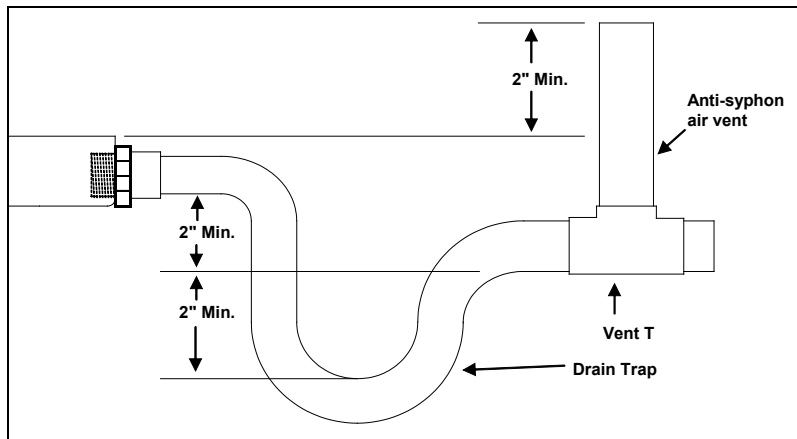 2" Min.
Anti-syphon
air vent
2" Min.
2" Min.
Vent T
Drain Trap